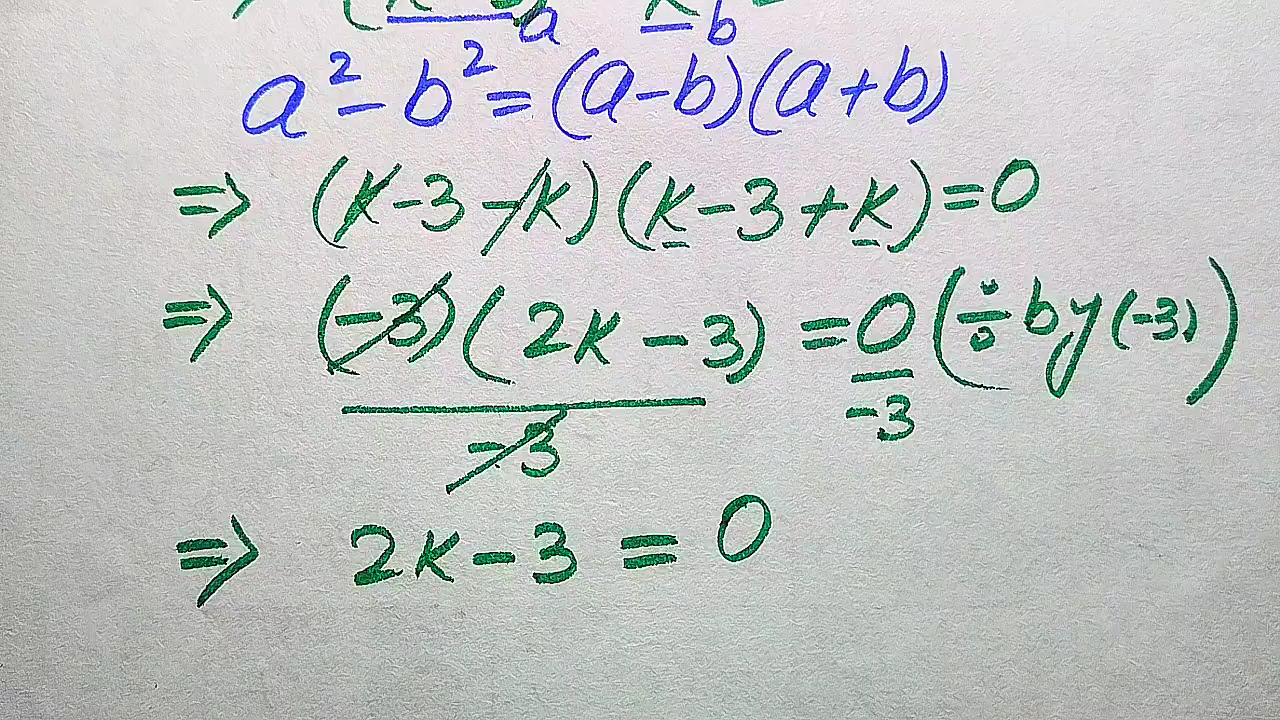 a b
a² - b² = (a-b)(a+b)
⇒ (k-3-k)(k-3+k)=0
⇒ (-3)(2k-3) = 0 (÷ by (-3))
-3 -3
⇒ 2k-3 = 0